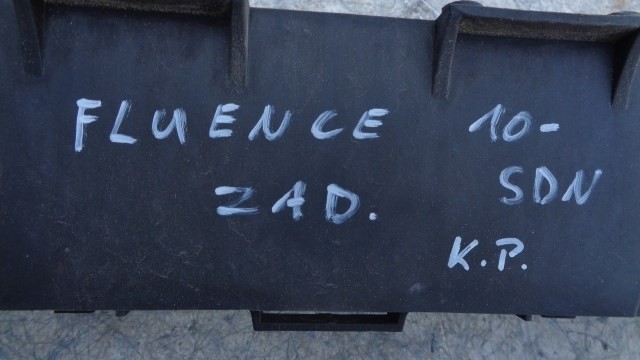 FLUENCE 10-
ZAD. SDN
K.P.